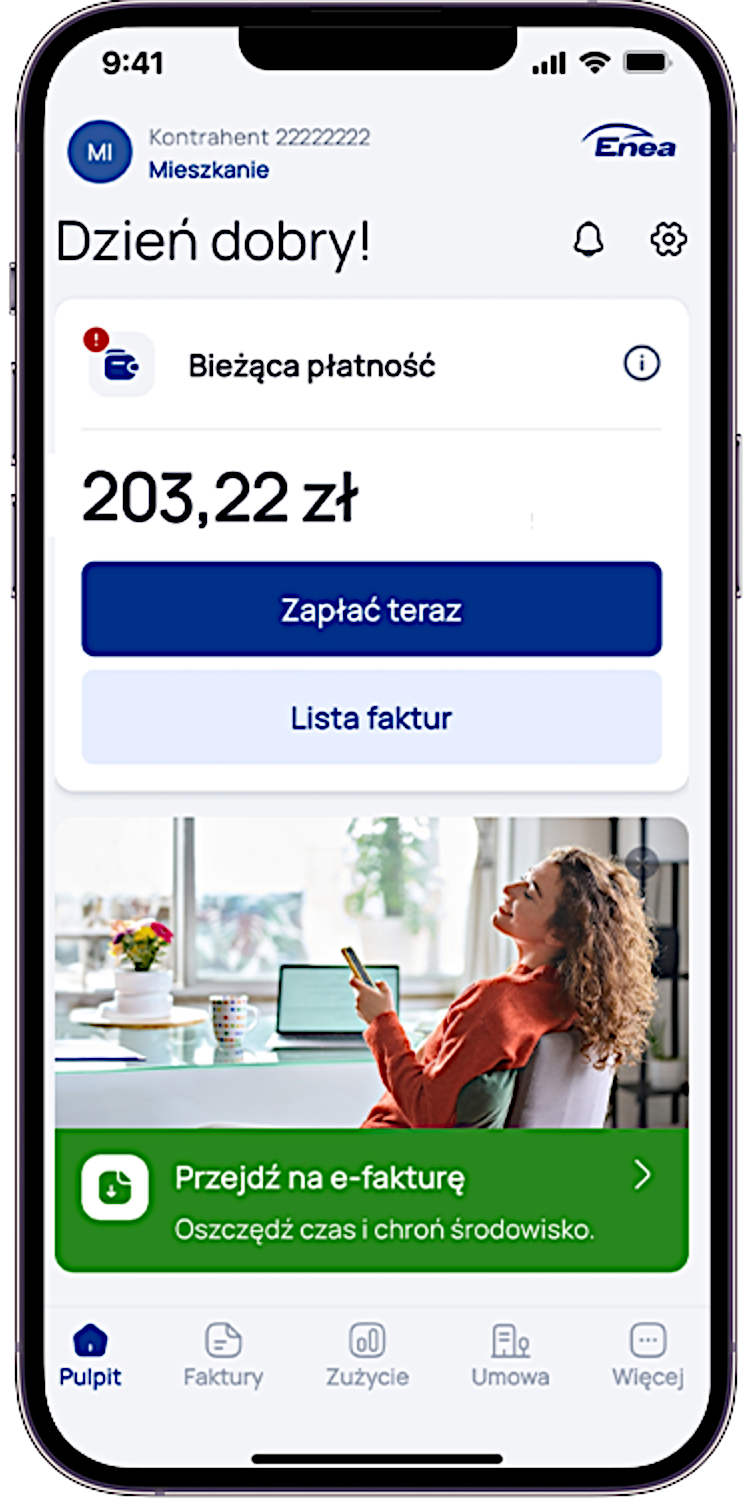 9:41
MI
Kontrahent 22222222
Mieszkanie
Enea
Dzień dobry!
Bieżąca płatność
203,22 zł
Zapłać teraz
Lista faktur
Przejdź na e-fakturę
Oszczędź czas i chroń środowisko.
Pulpit
Faktury
Zużycie
Umowa
Więcej